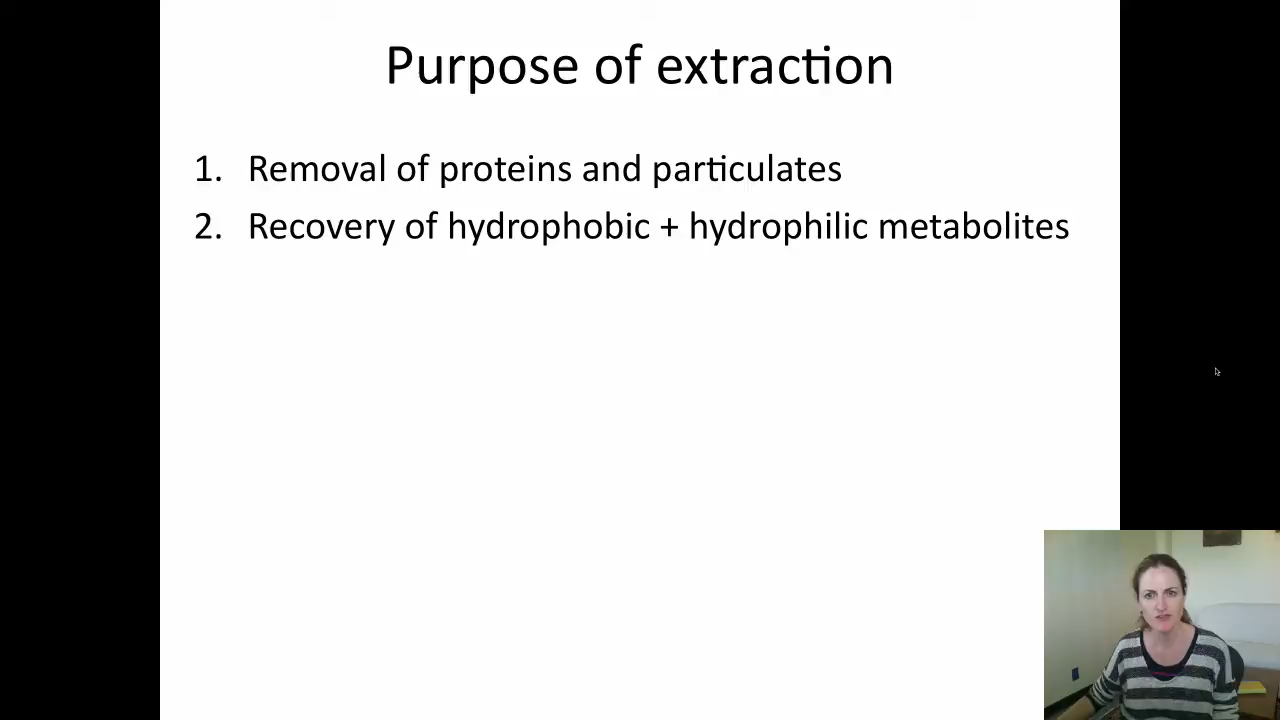 Purpose of extraction
1. Removal of proteins and particulates
2. Recovery of hydrophobic + hydrophilic metabolites